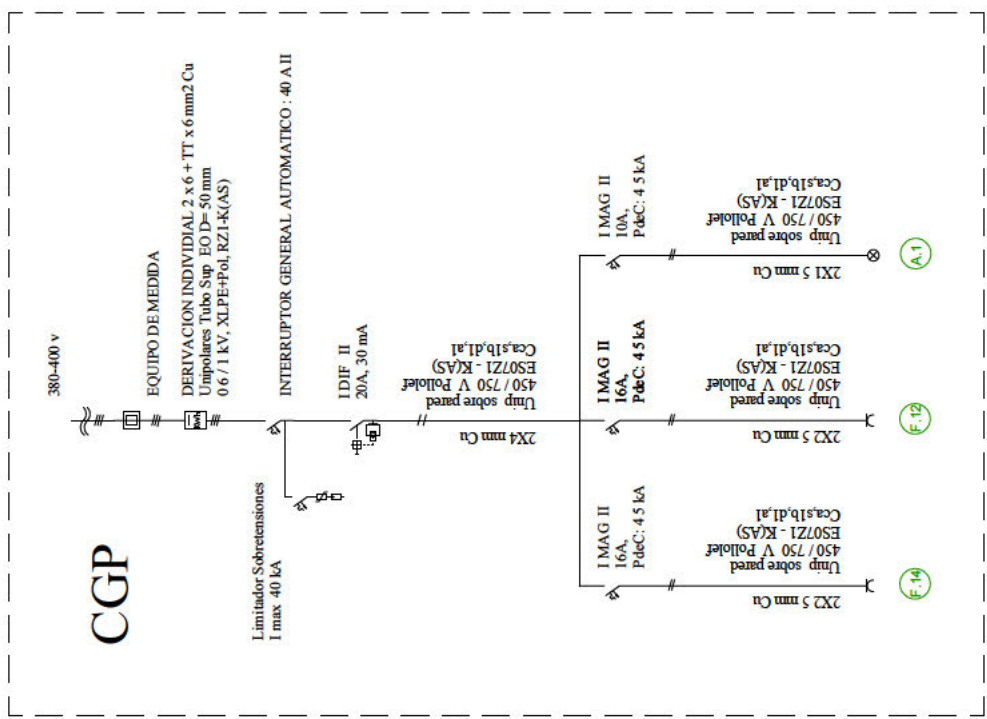 CGP
380-400 v
EQUIPO DE MEDIDA
DERIVACION INDIVIDIAL 2 x 6 + TT x 6 mm2 Cu
Unipolares Tubo Sup EO D= 50 mm
0 6 / 1 kV, XLPE+Pol, RZ1-K(AS)
kwh
INTERRUPTOR GENERAL AUTOMATICO : 40 A II
Limitador Sobretensiones
I max 40 kA
I DIF II
20A, 30 mA
2X4 mm Cu
Unip sobre pared
450 / 750 V Poliolef
ES07Z1 - K(AS)
Cca,s1b,d1,a1
I MAG II
16A,
PdeC: 4 5 kA
2X2 5 mm Cu
Unip sobre pared
450 / 750 V Poliolef
ES07Z1 - K(AS)
Cca,s1b,d1,a1
F.14
I MAG II
16A,
PdeC: 4 5 kA
2X2 5 mm Cu
Unip sobre pared
450 / 750 V Poliolef
ES07Z1 - K(AS)
Cca,s1b,d1,a1
F.12
I MAG II
10A,
PdeC: 4 5 kA
2X1 5 mm Cu
Unip sobre pared
450 / 750 V Poliolef
ES07Z1 - K(AS)
Cca,s1b,d1,a1
A.1